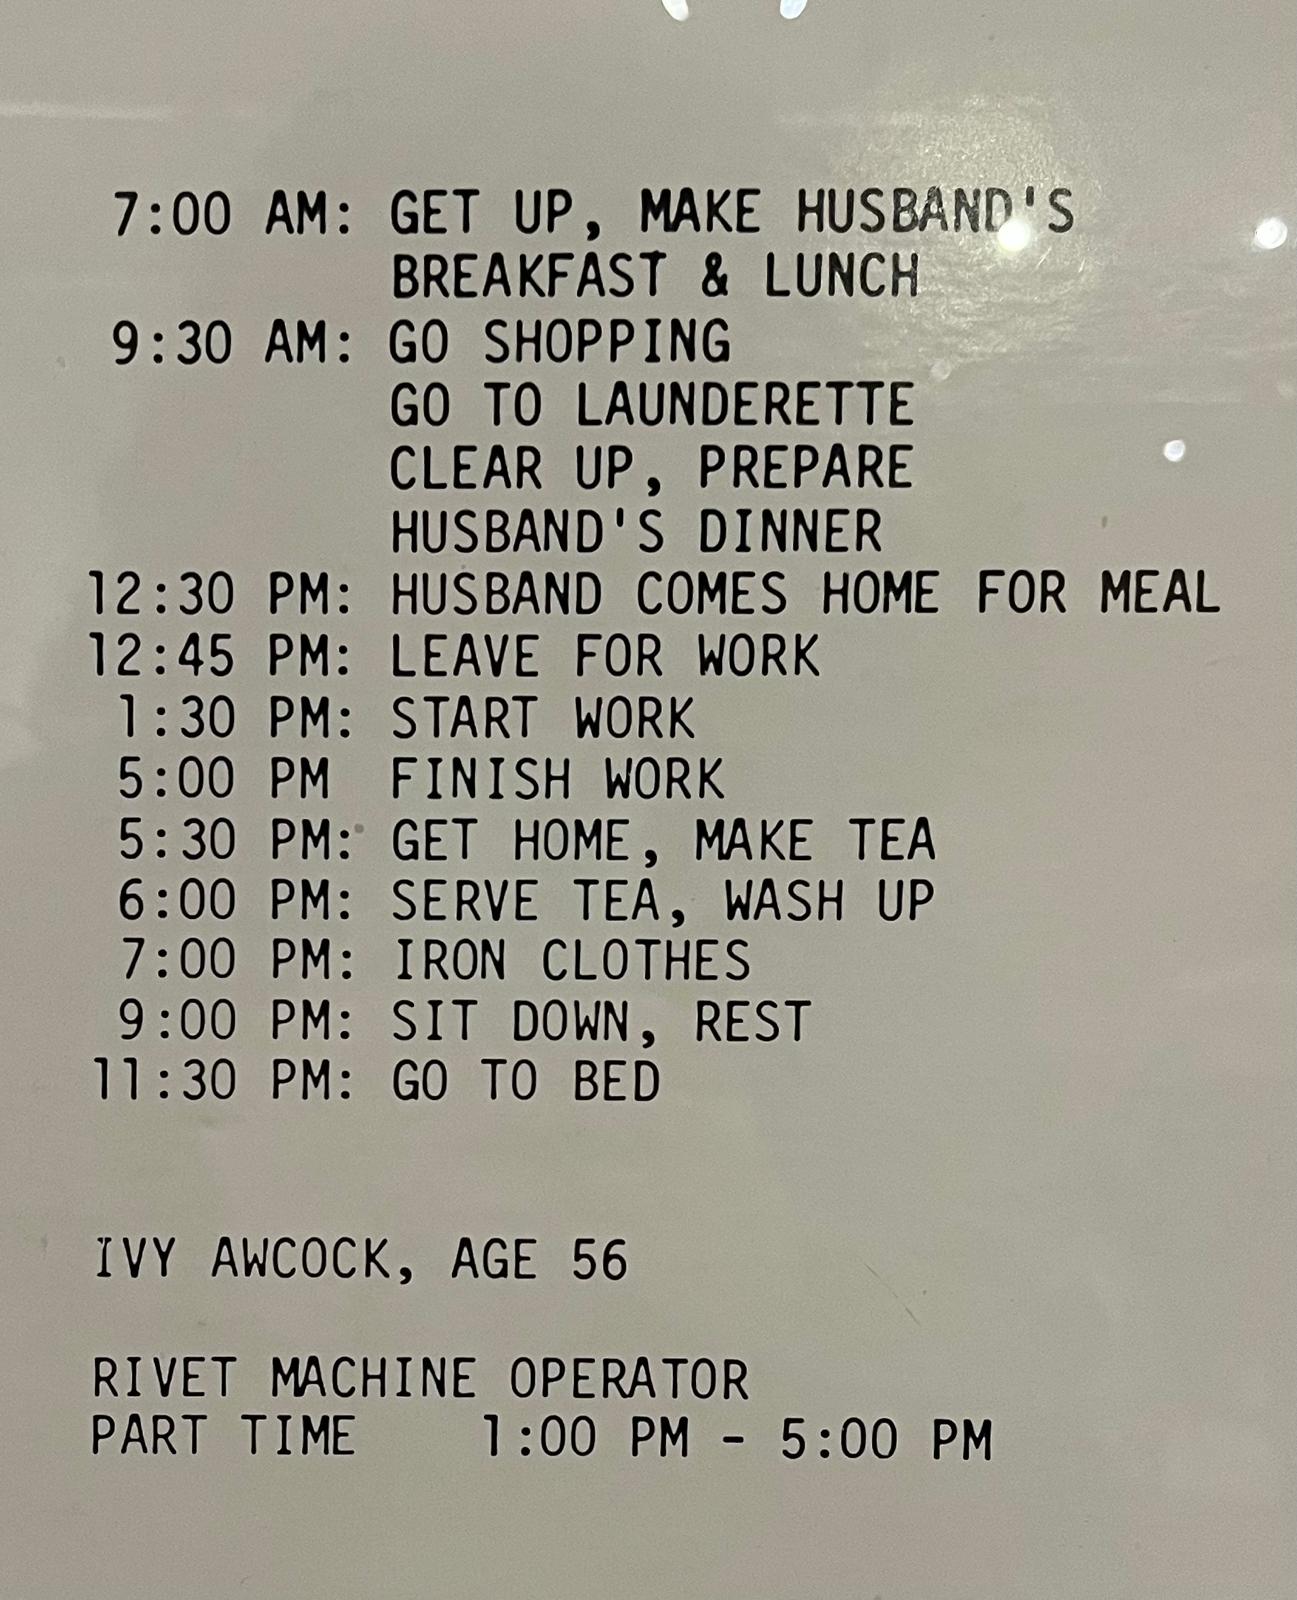 7:00 AM: GET UP, MAKE HUSBAND'S
BREAKFAST & LUNCH
9:30 AM: GO SHOPPING
GO TO LAUNDERETTE
CLEAR UP, PREPARE
HUSBAND'S DINNER
12:30 PM: HUSBAND COMES HOME FOR MEAL
12:45 PM: LEAVE FOR WORK
1:30 PM: START WORK
5:00 PM FINISH WORK
5:30 PM: GET HOME, MAKE TEA
6:00 PM: SERVE TEA, WASH UP
7:00 PM: IRON CLOTHES
9:00 PM: SIT DOWN, REST
11:30 PM: GO TO BED
IVY AWCOCK, AGE 56
RIVET MACHINE OPERATOR
PART TIME 1:00 PM - 5:00 PM